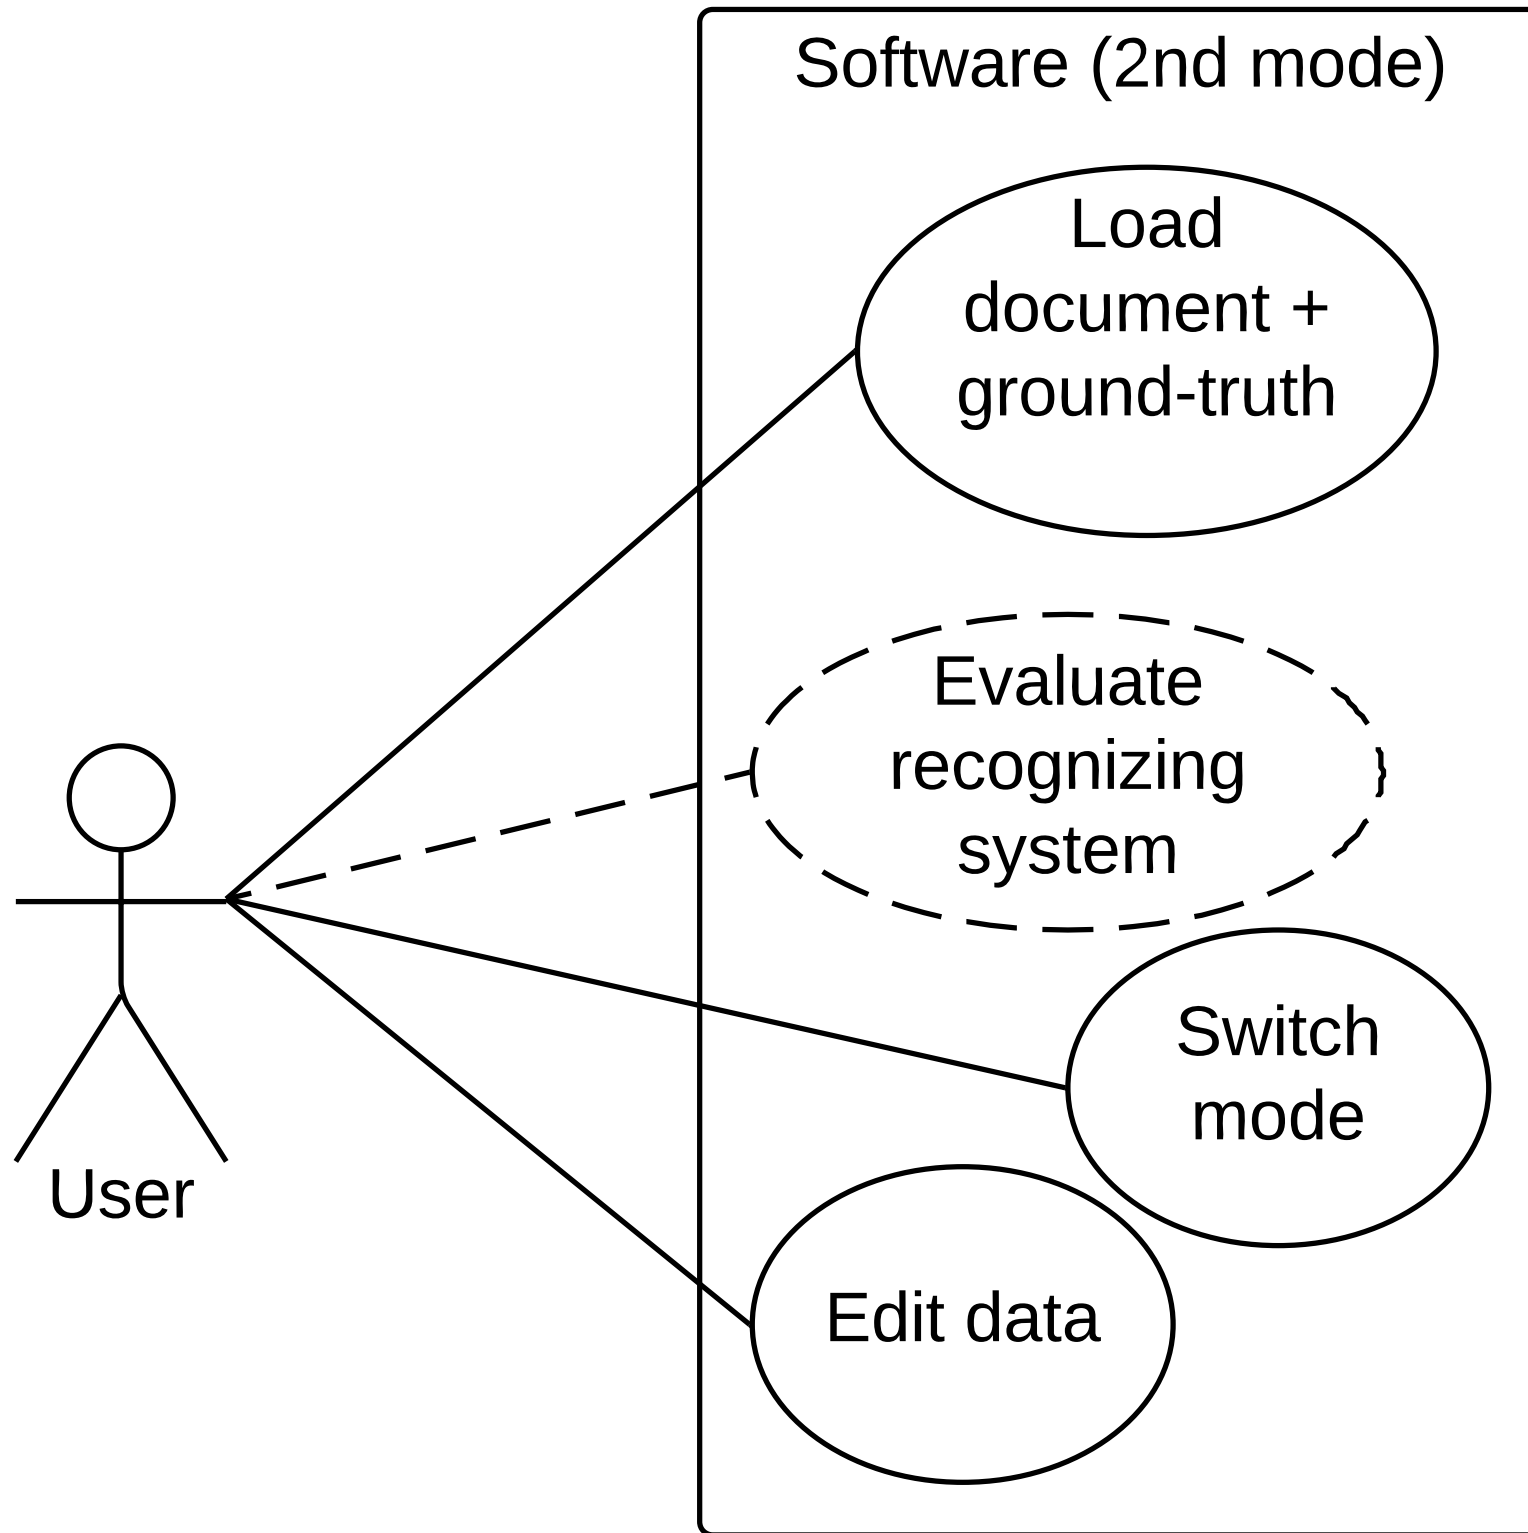 Software (2nd mode)
Load
document +
ground-truth
Evaluate
recognizing
system
Switch
mode
User
Edit data